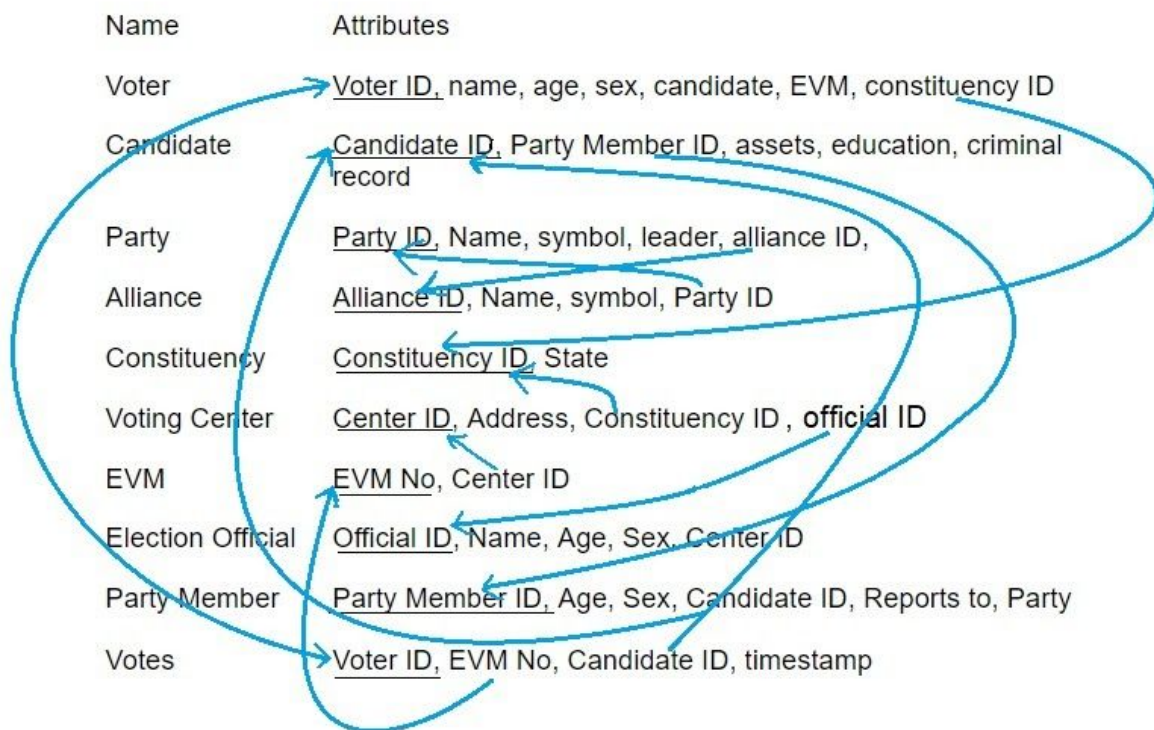 Name Attributes
Voter Voter ID, name, age, sex, candidate, EVM, constituency ID
Candidate Candidate ID, Party Member ID, assets, education, criminal
record
Party Party ID, Name, symbol, leader, alliance ID,
Alliance Alliance ID, Name, symbol, Party ID
Constituency Constituency ID, State
Voting Center Center ID, Address, Constituency ID , official ID
EVM EVM No, Center ID
Election Official Official ID, Name, Age, Sex, Center ID
Party Member Party Member ID, Age, Sex, Candidate ID, Reports to, Party
Votes Voter ID, EVM No, Candidate ID, timestamp